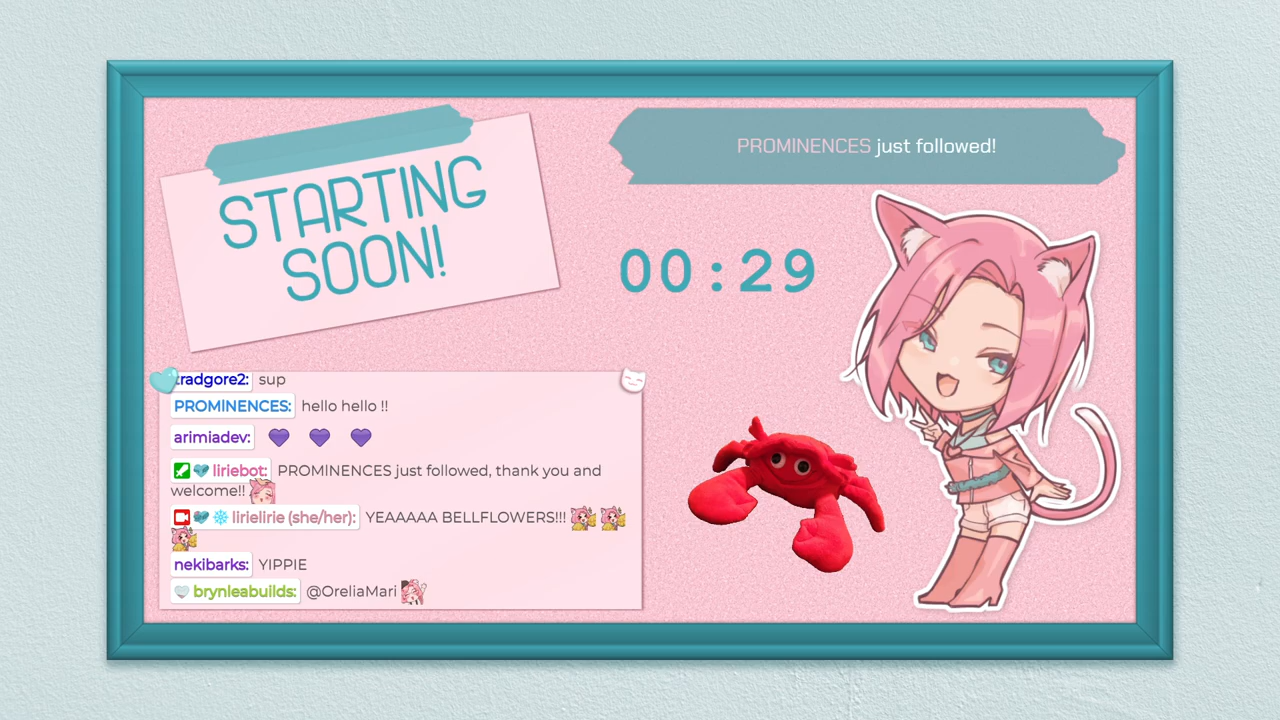 STARTING
SOON!
PROMINENCES just followed!
00:29
tradgore2: sup
PROMINENCES: hello hello !!
arimiadev:
liriebot: PROMINENCES just followed, thank you and
welcome!!
lirielirie (she/her): YEAAAAA BELLFLOWERS!!!
nekibarks: YIPPIE
brynleabuilds: @OreliaMari